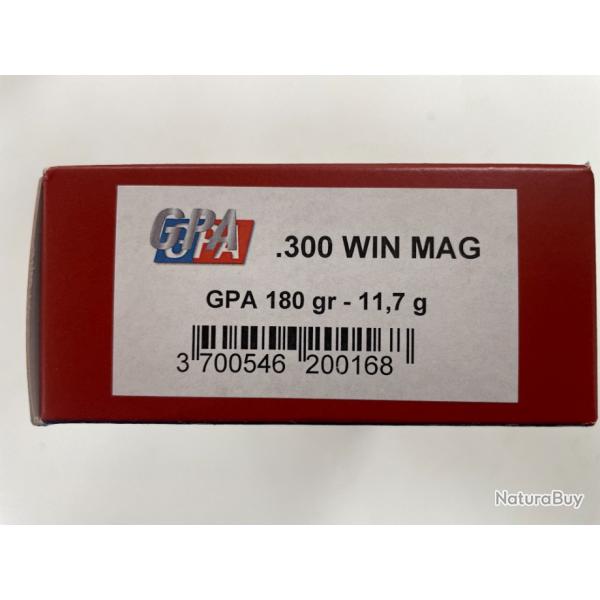 GPA .300 WIN MAG
GPA 180 gr - 11,7 g
3 700546 200168
NaturaBuy